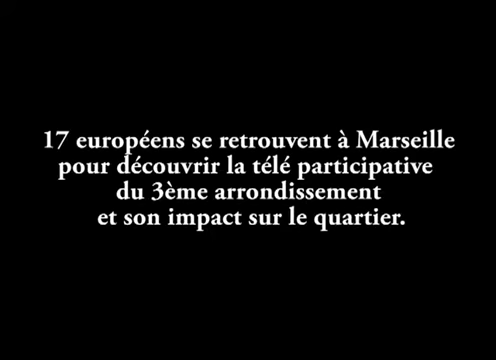 17 européens se retrouvent à Marseille
pour découvrir la télé participative
du 3ème arrondissement
et son impact sur le quartier.